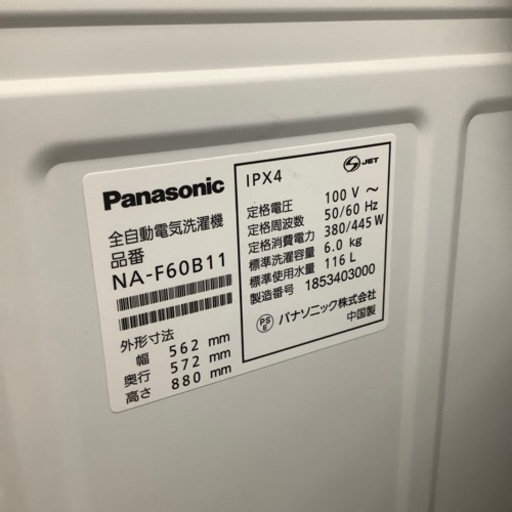 Panasonic
全自動電気洗濯機
品番
NA-F60B11
外形寸法
幅 562 mm
奥行 572 mm
高さ 880 mm
IPX4
JET
定格電圧 100 V ～
定格周波数 50/60 Hz
定格消費電力 380/445 W
標準洗濯容量 6.0 kg
標準使用水量 116 L
製造番号 1853403000
PSE パナソニック株式会社
中国製